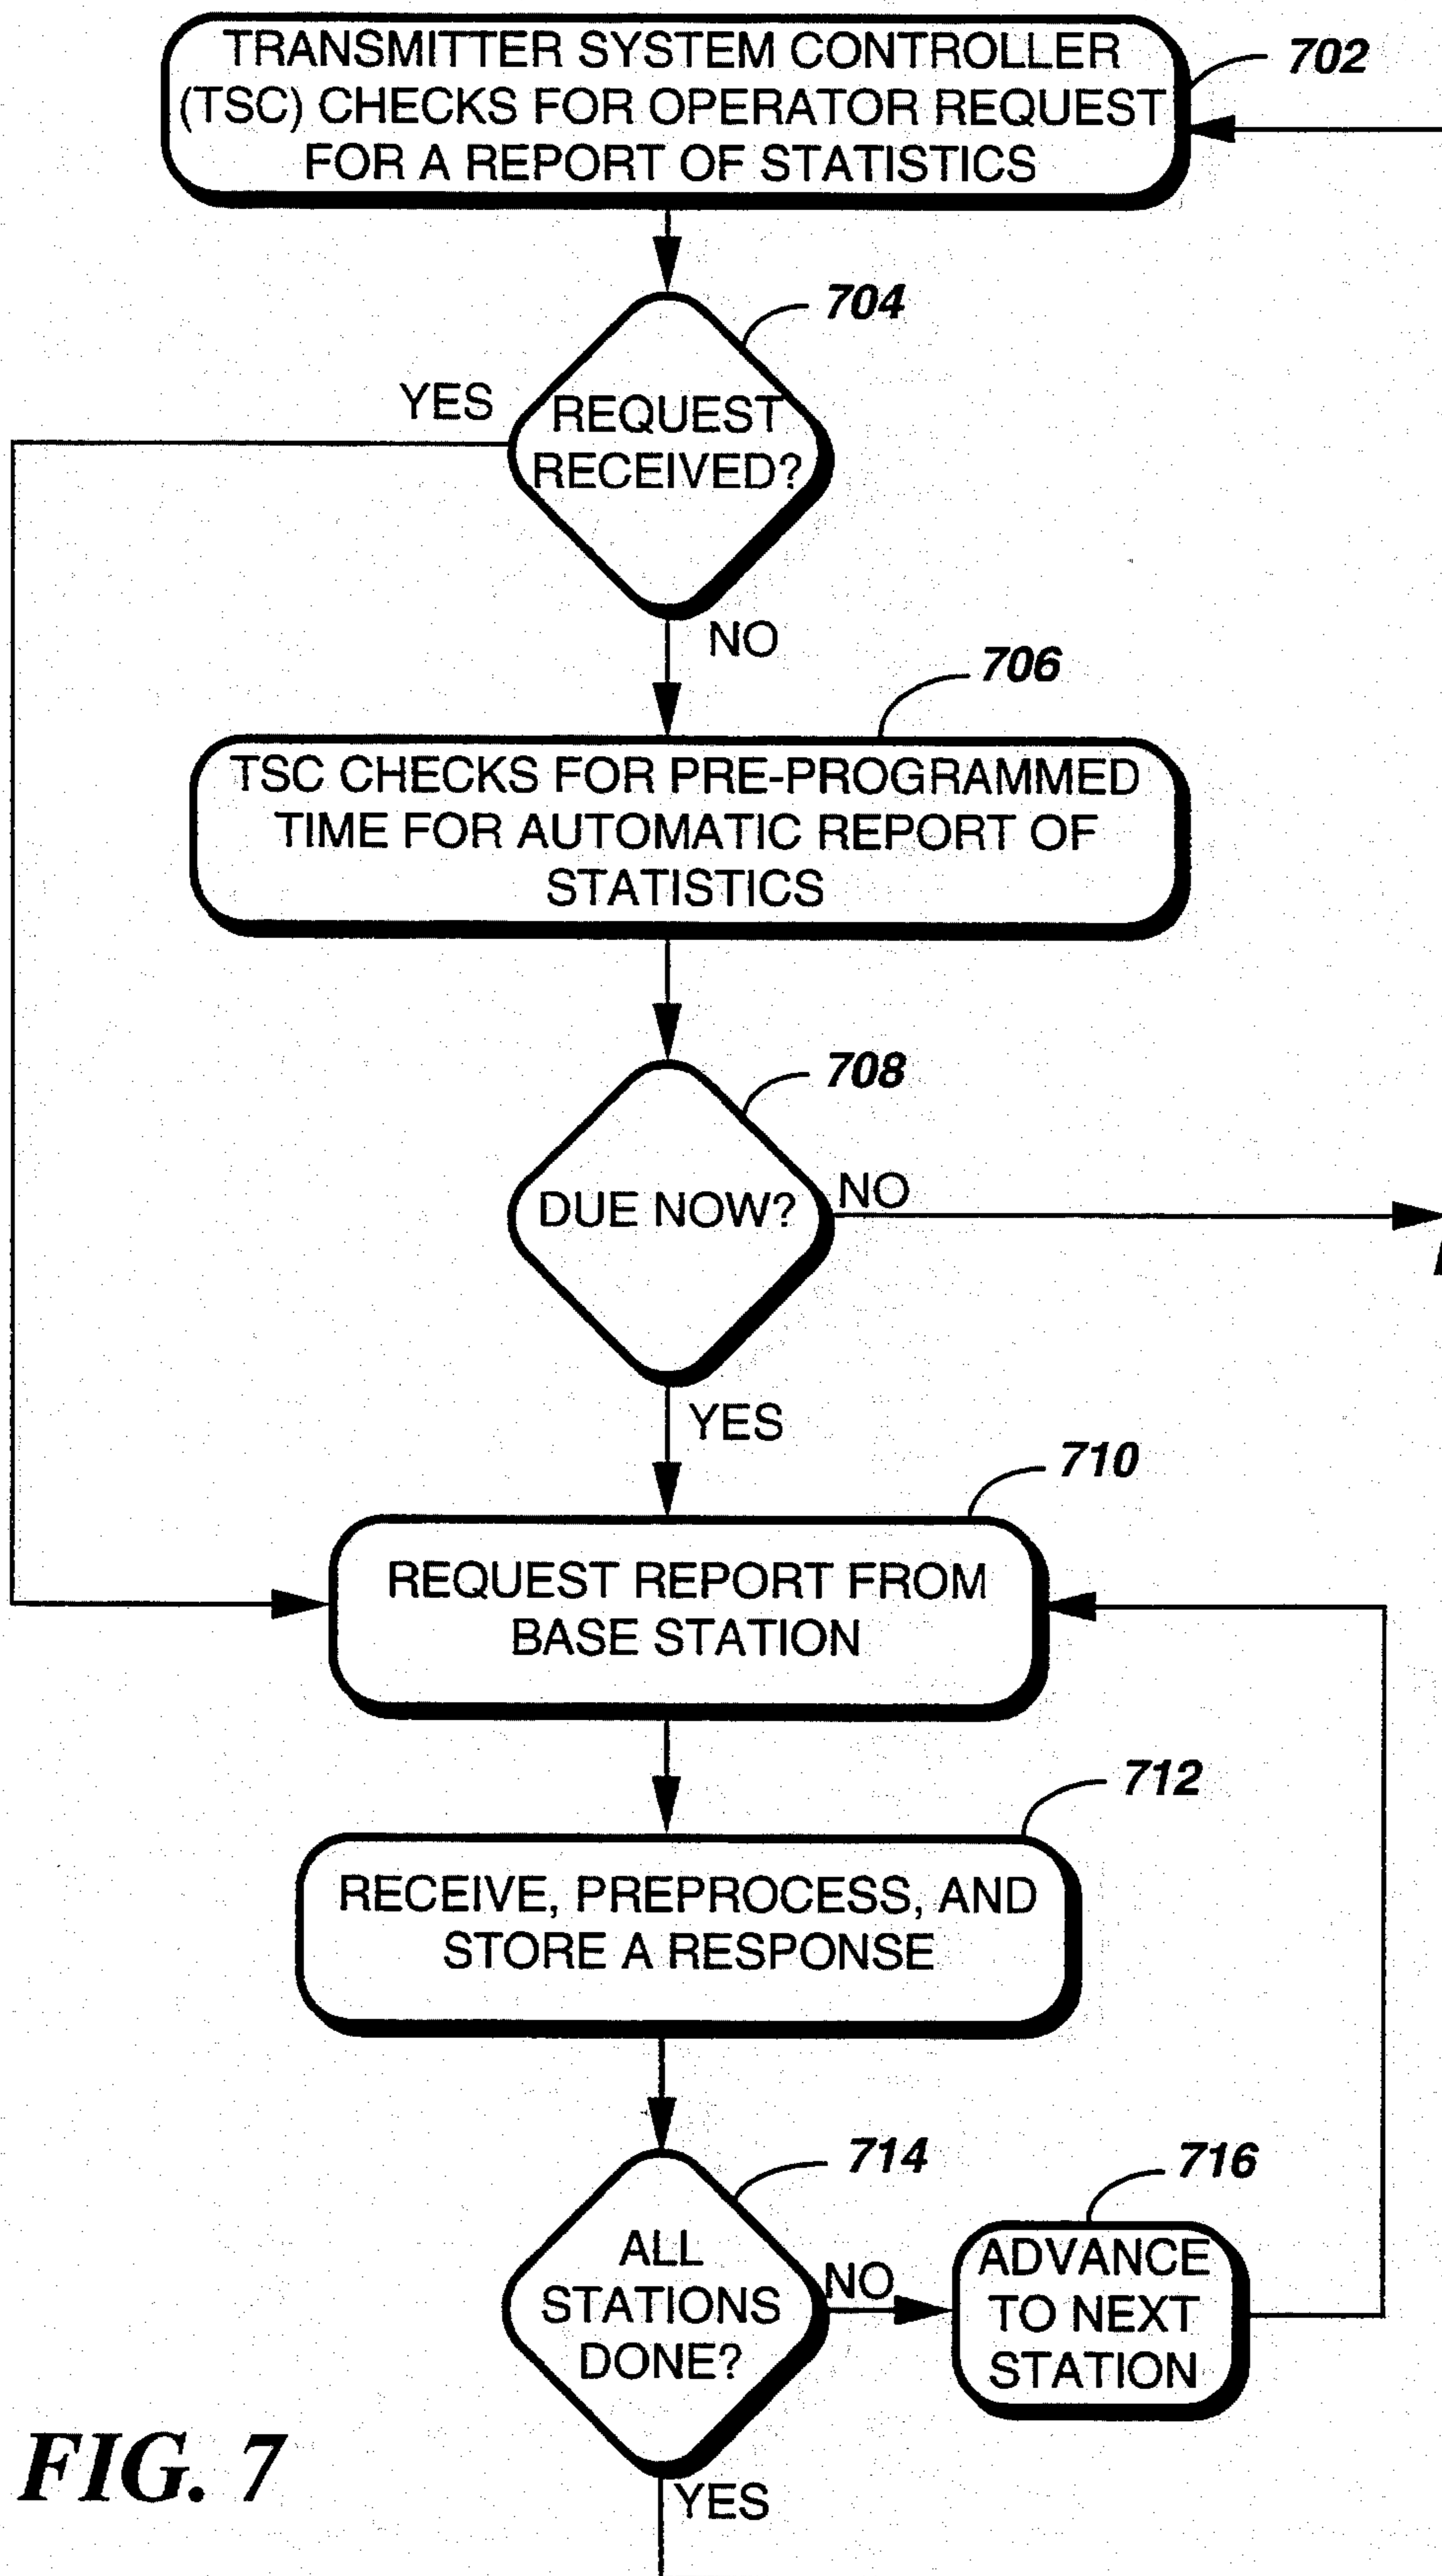 TRANSMITTER SYSTEM CONTROLLER
(TSC) CHECKS FOR OPERATOR REQUEST
FOR A REPORT OF STATISTICS
702
704
YES
REQUEST
RECEIVED?
NO
706
TSC CHECKS FOR PRE-PROGRAMMED
TIME FOR AUTOMATIC REPORT OF
STATISTICS
708
DUE NOW?
NO
YES
710
REQUEST REPORT FROM
BASE STATION
712
RECEIVE, PREPROCESS, AND
STORE A RESPONSE
714
716
ALL
STATIONS
DONE?
NO
ADVANCE
TO NEXT
STATION
YES
FIG. 7